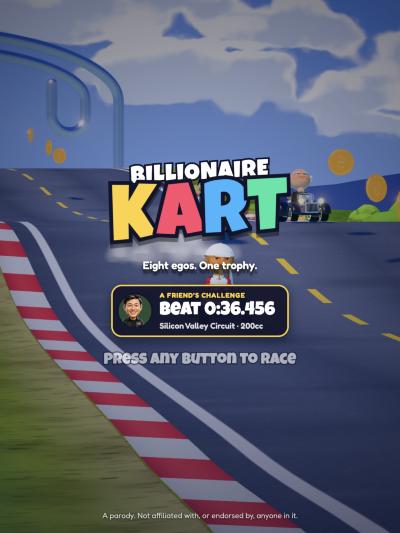 BILLIONAIRE
KART
Eight egos. One trophy.
A FRIEND'S CHALLENGE
BEAT 0:36.456
Silicon Valley Circuit · 200cc
PRESS ANY BUTTON TO RACE
A parody. Not affiliated with, or endorsed by, anyone in it.